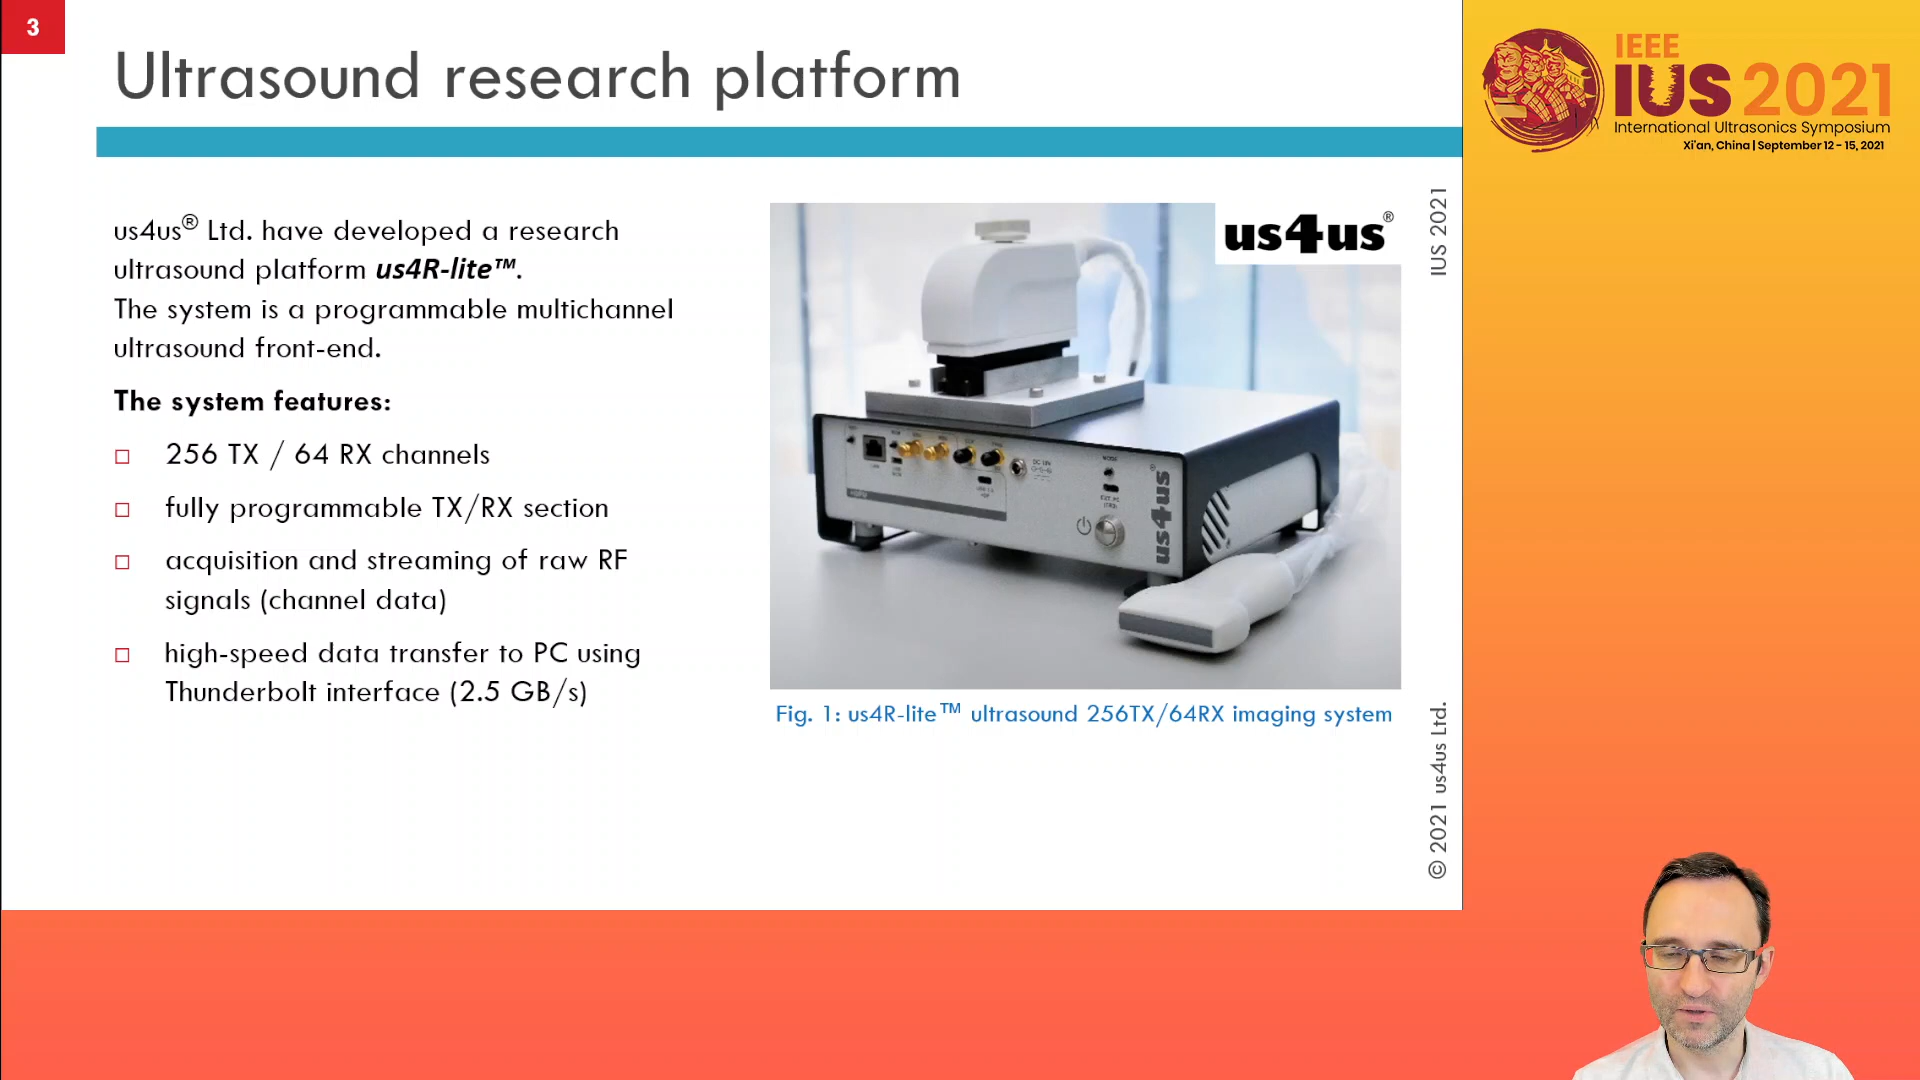 3
Ultrasound research platform
IEEE
IUS 2021
International Ultrasonics Symposium
Xi'an, China | September 12 - 15, 2021
us4us® Ltd. have developed a research
ultrasound platform us4R-lite™.
The system is a programmable multichannel
ultrasound front-end.
The system features:
256 TX / 64 RX channels
fully programmable TX/RX section
acquisition and streaming of raw RF
signals (channel data)
high-speed data transfer to PC using
Thunderbolt interface (2.5 GB/s)
us4us®
us4us®
Fig. 1: us4R-lite™ ultrasound 256TX/64RX imaging system
IUS 2021
© 2021 us4us Ltd.